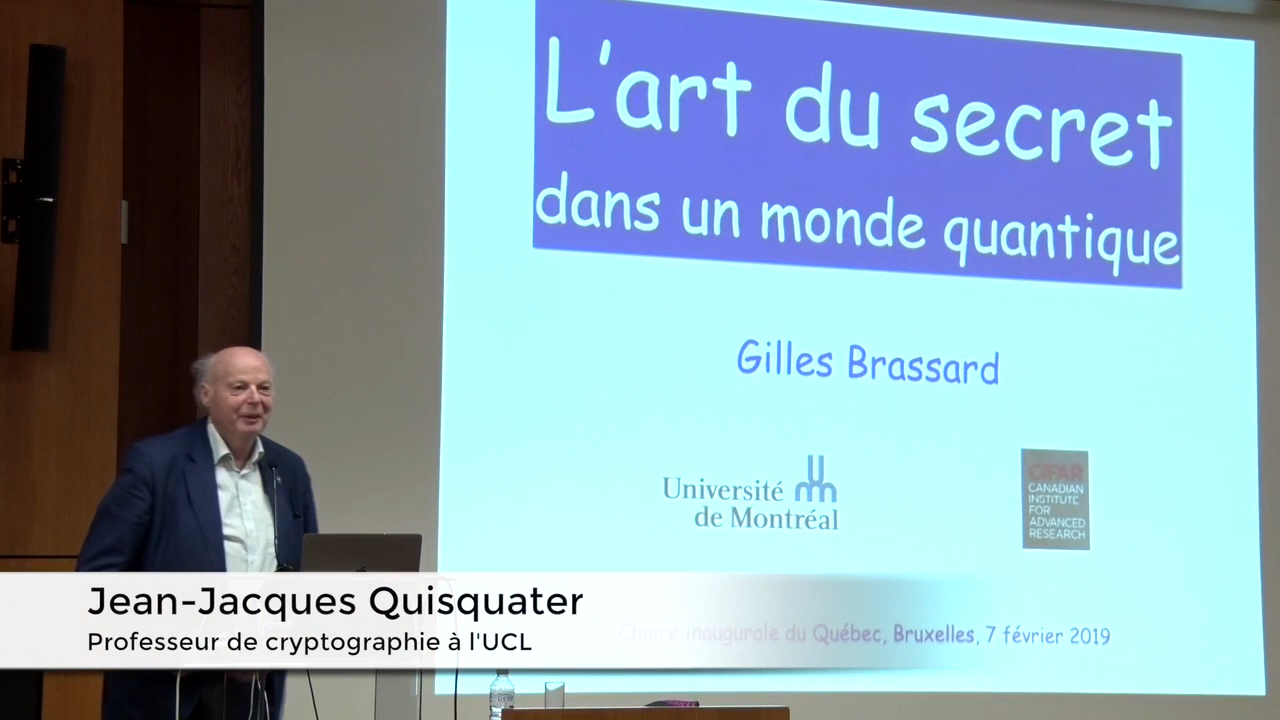 L'art du secret
dans un monde quantique
Gilles Brassard
Université
de Montréal
CIFAR
CANADIAN
INSTITUTE
FOR
ADVANCED
RESEARCH
Jean-Jacques Quisquater
Professeur de cryptographie à l'UCL
Chaire inaugurale du Québec, Bruxelles, 7 février 2019